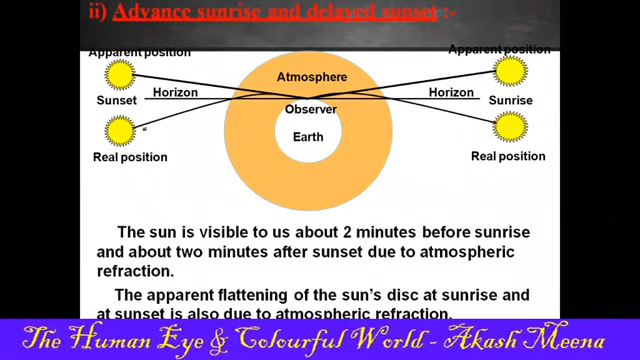 ii) Advance sunrise and delayed sunset :-
Apparent position
Apparent position
Atmosphere
Sunset
Horizon
Horizon
Sunrise
Observer
Earth
Real position
Real position
The sun is visible to us about 2 minutes before sunrise
and about two minutes after sunset due to atmospheric
refraction.
The apparent flattening of the sun's disc at sunrise and
at sunset is also due to atmospheric refraction.
The Human Eye & Colourful World - Akash Meena